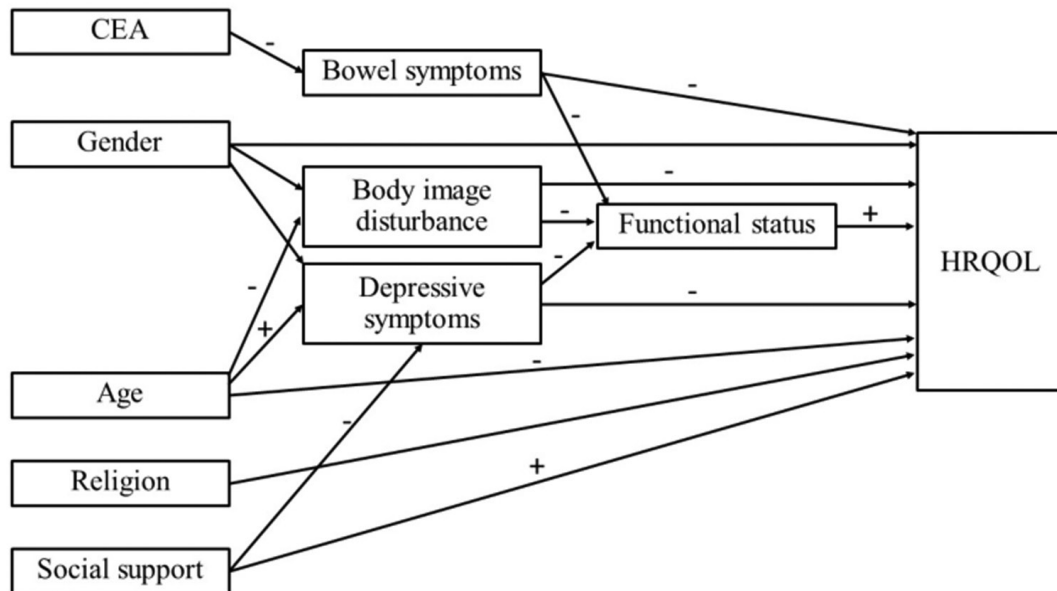 CEA
-
Bowel symptoms
-
-
Gender
Body image
disturbance
-
-
Functional status
+
HRQOL
-
Depressive
symptoms
-
-
+
Age
-
-
Religion
+
Social support